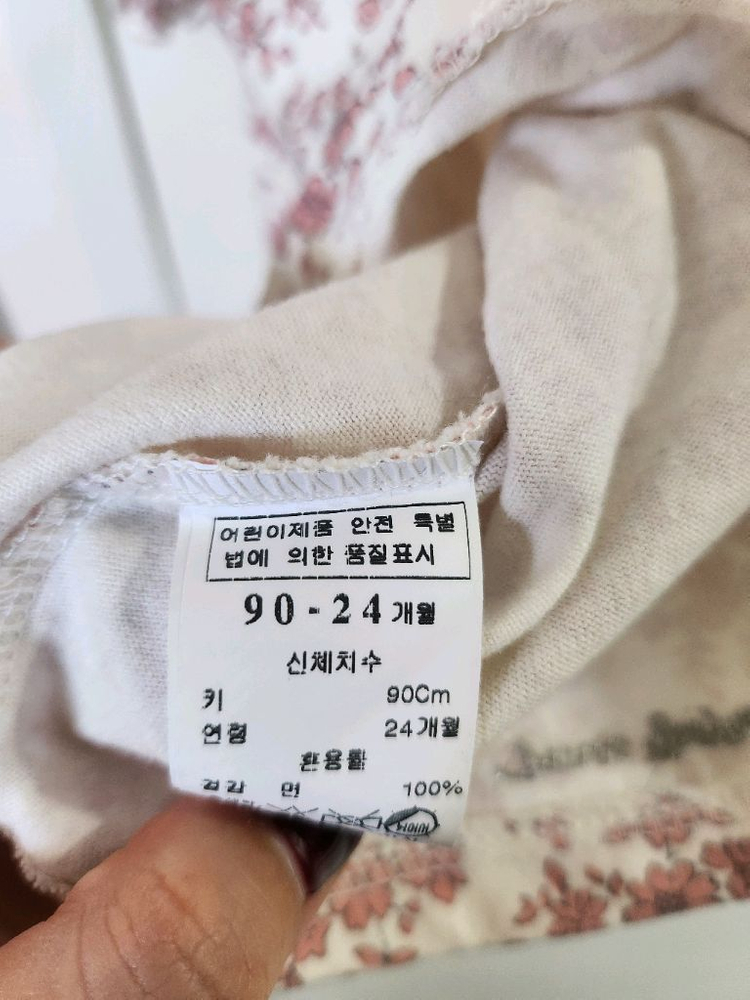 어린이제품 안전 특별
법에 의한 품질표시
90-24개월
신체치수
키 90Cm
연령 24개월
혼용률
겉감 면 100%